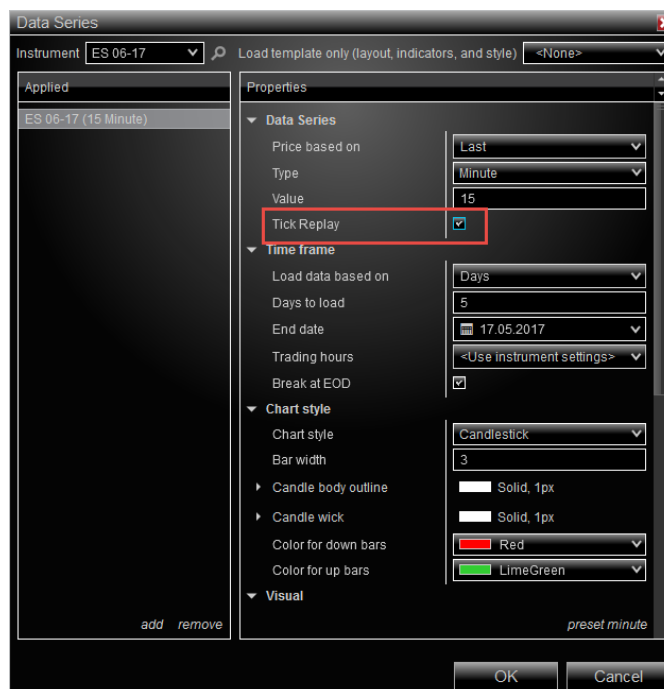 Data Series
Instrument ES 06-17 Load template only (layout, indicators, and style) <None>
Applied
Properties
ES 06-17 (15 Minute)
Data Series
Price based on Last
Type Minute
Value 15
Tick Replay
Time frame
Load data based on Days
Days to load 5
End date 17.05.2017
Trading hours <Use instrument settings>
Break at EOD
Chart style
Chart style Candlestick
Bar width 3
Candle body outline Solid, 1px
Candle wick Solid, 1px
Color for down bars Red
Color for up bars LimeGreen
Visual
add remove
preset minute
OK Cancel